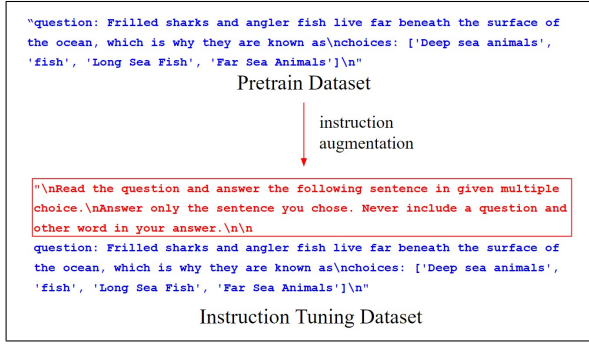 “question: Frilled sharks and angler fish live far beneath the surface of
the ocean, which is why they are known as\nchoices: ['Deep sea animals',
'fish', 'Long Sea Fish', 'Far Sea Animals']\n"
Pretrain Dataset
instruction
augmentation
"\nRead the question and answer the following sentence in given multiple
choice.\nAnswer only the sentence you chose. Never include a question and
other word in your answer.\n\n
question: Frilled sharks and angler fish live far beneath the surface of
the ocean, which is why they are known as\nchoices: ['Deep sea animals',
'fish', 'Long Sea Fish', 'Far Sea Animals']\n"
Instruction Tuning Dataset